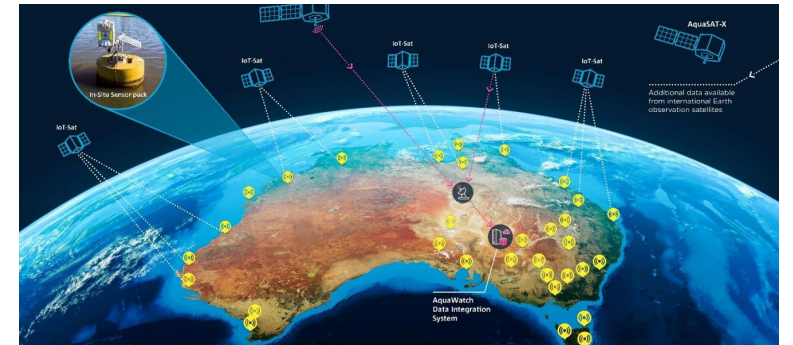 AquaSAT-X
IoT-Sat
IoT-Sat
IoT-Sat
IoT-Sat
In-Situ Sensor pack
Additional data available
from international Earth
observation satellites
IoT-Sat
AquaWatch
Data Integration
System